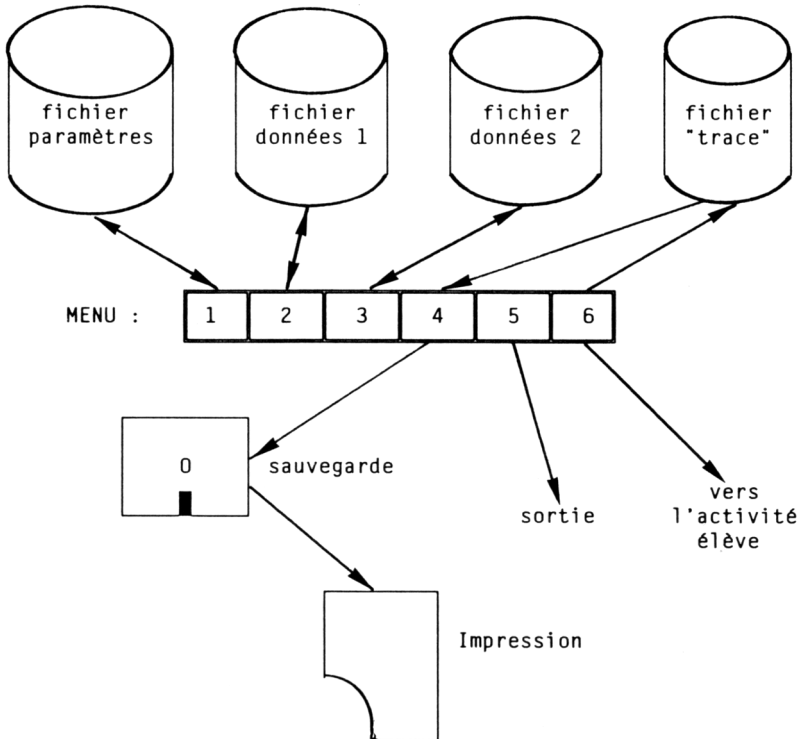 fichier
paramètres
fichier
données 1
fichier
données 2
fichier
"trace"
MENU :
1 2 3 4 5 6
O sauvegarde
sortie
vers
l'activité
élève
Impression